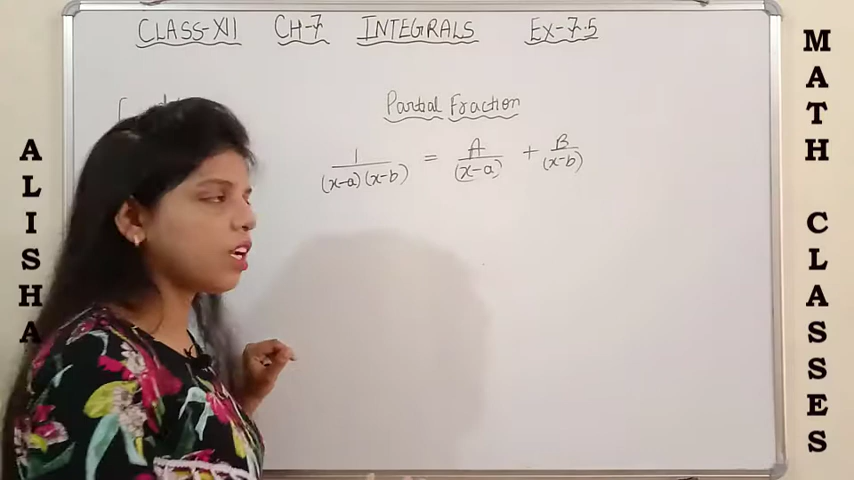 CLASS-XII CH-7 INTEGRALS EX-7.5
Partial Fraction
1/(x-a)(x-b) = A/(x-a) + B/(x-b)
ALISHA
MATH CLASSES